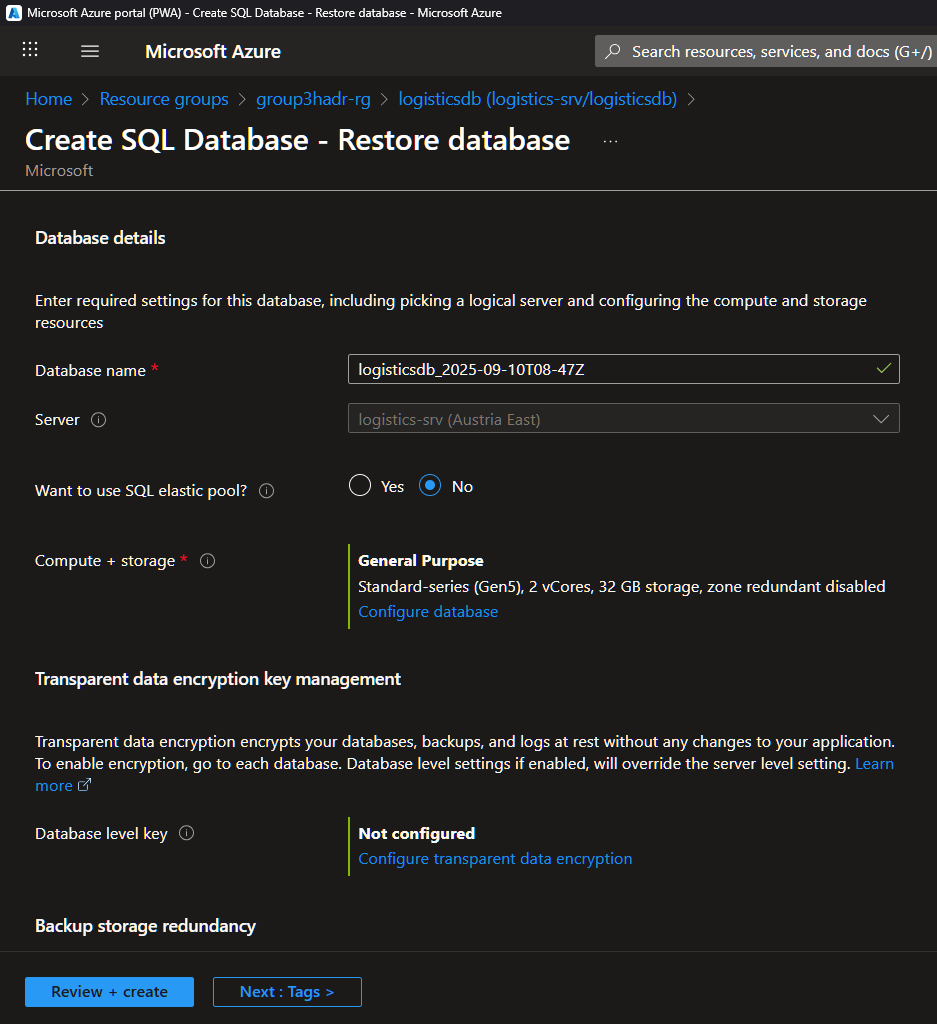 Microsoft Azure portal (PWA) - Create SQL Database - Restore database - Microsoft Azure
Microsoft Azure
Search resources, services, and docs (G+/)
Home > Resource groups > group3hadr-rg > logisticsdb (logistics-srv/logisticsdb) >
Create SQL Database - Restore database ...
Microsoft
Database details
Enter required settings for this database, including picking a logical server and configuring the compute and storage
resources
Database name * logisticsdb_2025-09-10T08-47Z
Server logistics-srv (Austria East)
Want to use SQL elastic pool? Yes No
Compute + storage * General Purpose
Standard-series (Gen5), 2 vCores, 32 GB storage, zone redundant disabled
Configure database
Transparent data encryption key management
Transparent data encryption encrypts your databases, backups, and logs at rest without any changes to your application.
To enable encryption, go to each database. Database level settings if enabled, will override the server level setting. Learn
more
Database level key Not configured
Configure transparent data encryption
Backup storage redundancy
Review + create Next : Tags >